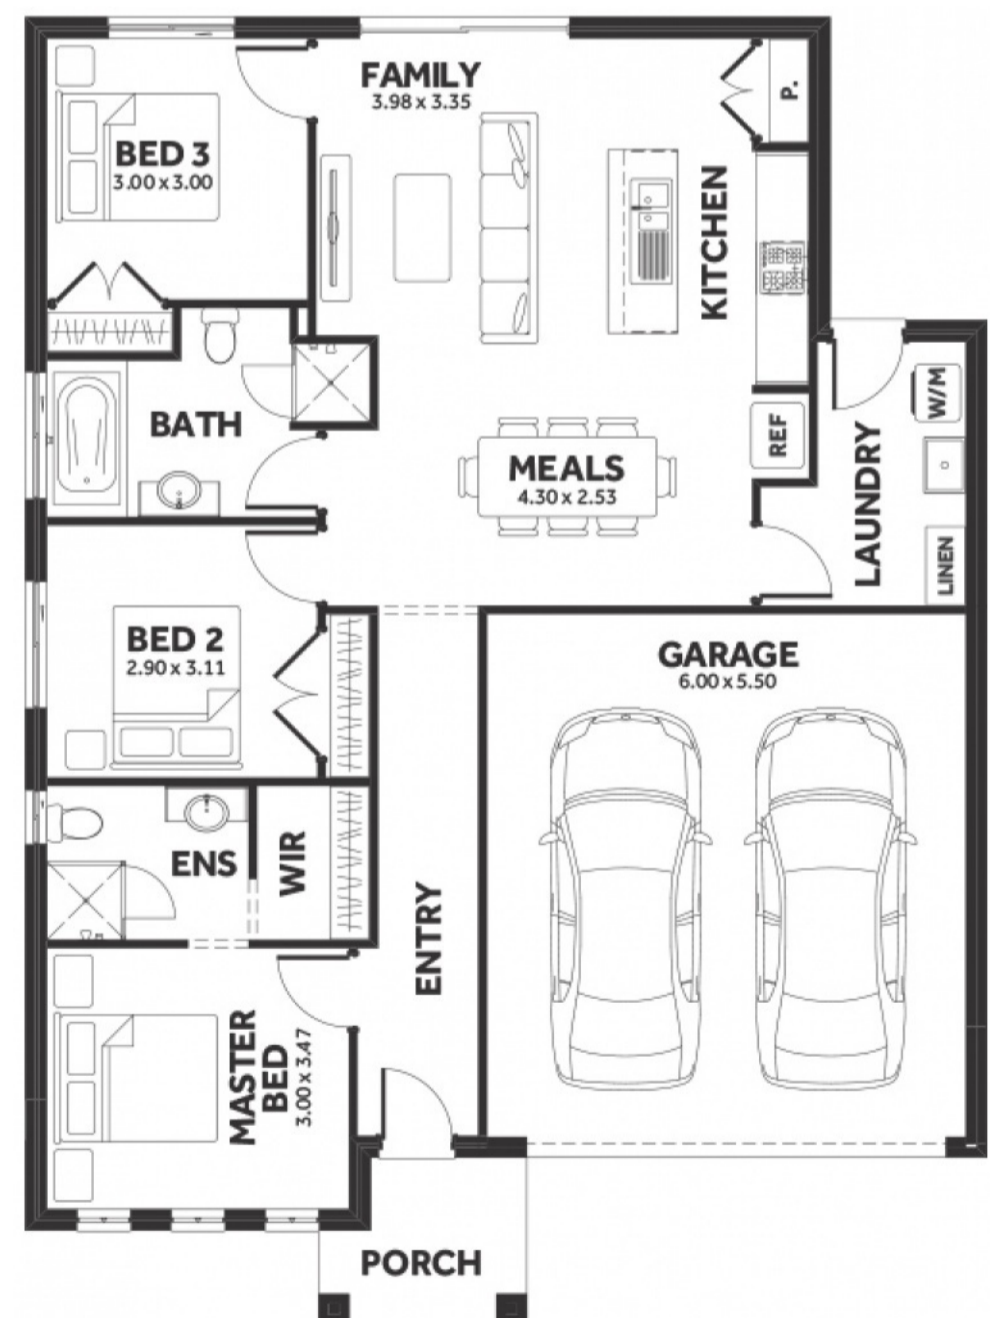 FAMILY
3.98 x 3.35
P.
BED 3
3.00 x 3.00
KITCHEN
W/M
BATH
REF
MEALS
4.30 x 2.53
LAUNDRY
LINEN
BED 2
2.90 x 3.11
GARAGE
6.00 x 5.50
ENS
WIR
ENTRY
MASTER
BED
3.00 x 3.47
PORCH